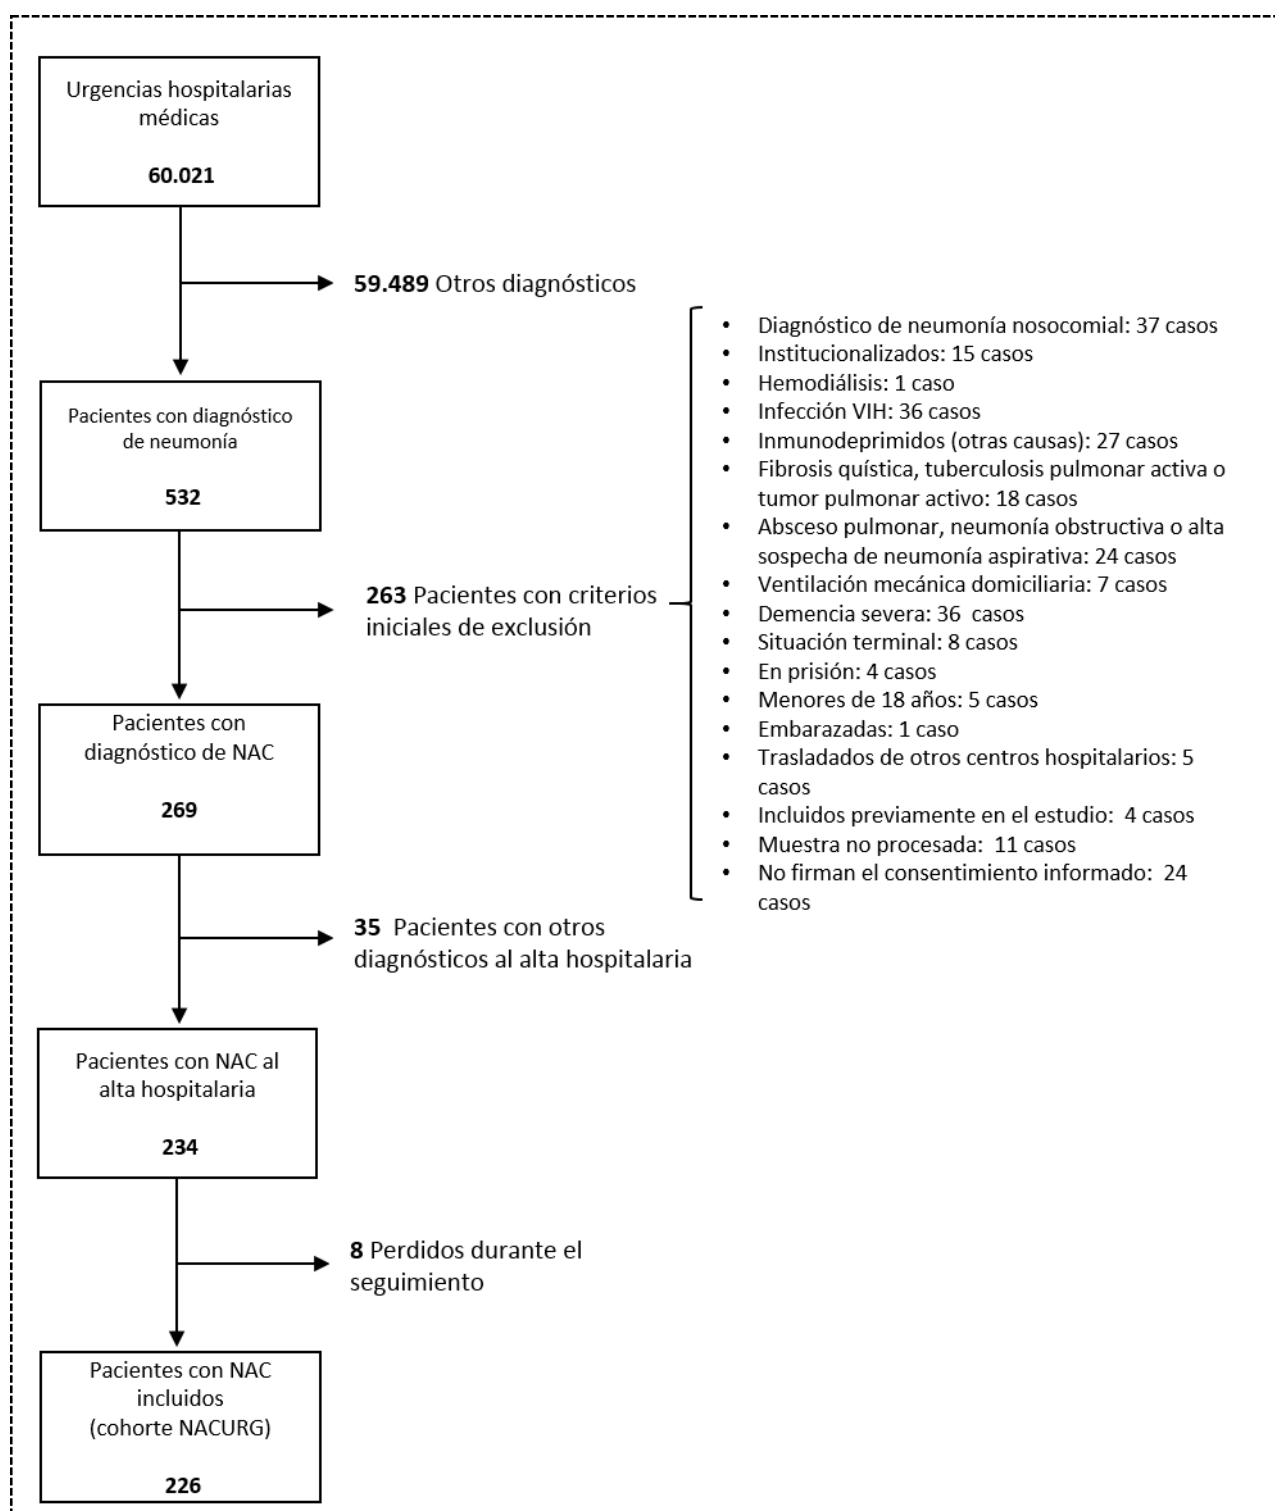 Urgencias hospitalarias
médicas
60.021
59.489 Otros diagnósticos
Pacientes con diagnóstico
de neumonía
532
263 Pacientes con criterios
iniciales de exclusión
• Diagnóstico de neumonía nosocomial: 37 casos
• Institucionalizados: 15 casos
• Hemodiálisis: 1 caso
• Infección VIH: 36 casos
• Inmunodeprimidos (otras causas): 27 casos
• Fibrosis quística, tuberculosis pulmonar activa o
tumor pulmonar activo: 18 casos
• Absceso pulmonar, neumonía obstructiva o alta
sospecha de neumonía aspirativa: 24 casos
• Ventilación mecánica domiciliaria: 7 casos
• Demencia severa: 36 casos
• Situación terminal: 8 casos
• En prisión: 4 casos
• Menores de 18 años: 5 casos
• Embarazadas: 1 caso
• Trasladados de otros centros hospitalarios: 5
casos
• Incluidos previamente en el estudio: 4 casos
• Muestra no procesada: 11 casos
• No firman el consentimiento informado: 24
casos
Pacientes con
diagnóstico de NAC
269
35 Pacientes con otros
diagnósticos al alta hospitalaria
Pacientes con NAC al
alta hospitalaria
234
8 Perdidos durante el
seguimiento
Pacientes con NAC
incluidos
(cohorte NACURG)
226